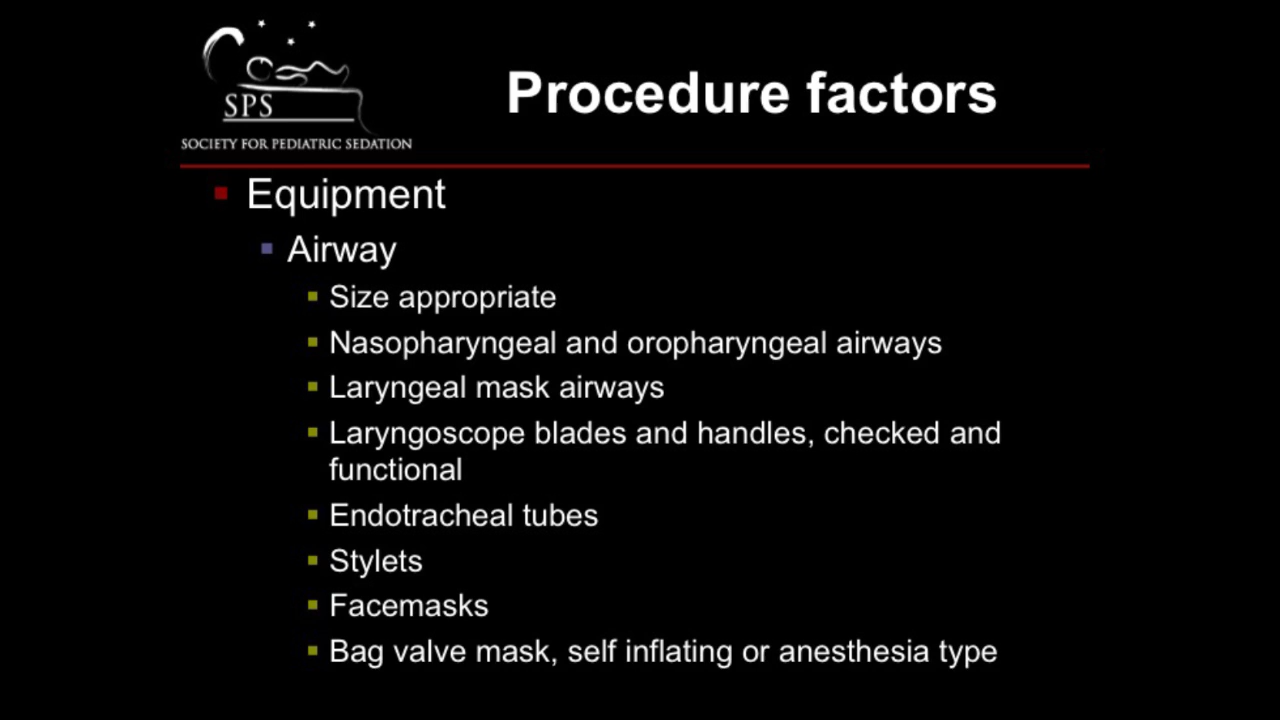 SPS
SOCIETY FOR PEDIATRIC SEDATION
Procedure factors
Equipment
Airway
Size appropriate
Nasopharyngeal and oropharyngeal airways
Laryngeal mask airways
Laryngoscope blades and handles, checked and
functional
Endotracheal tubes
Stylets
Facemasks
Bag valve mask, self inflating or anesthesia type